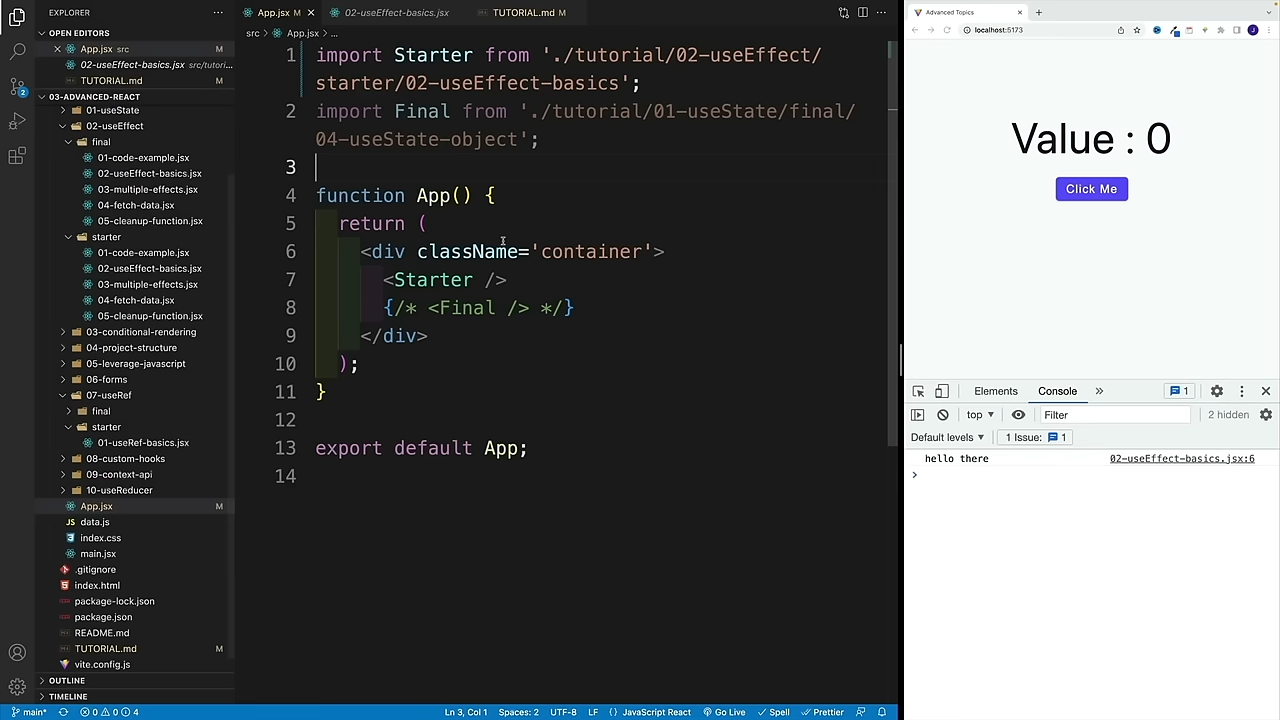 EXPLORER
OPEN EDITORS
App.jsx src M
02-useEffect-basics.jsx src/tutori...
TUTORIAL.md M
03-ADVANCED-REACT
01-useState
02-useEffect
final
01-code-example.jsx
02-useEffect-basics.jsx
03-multiple-effects.jsx
04-fetch-data.jsx
05-cleanup-function.jsx
starter
01-code-example.jsx
02-useEffect-basics.jsx
03-multiple-effects.jsx
04-fetch-data.jsx
05-cleanup-function.jsx
03-conditional-rendering
04-project-structure
05-leverage-javascript
06-forms
07-useRef
final
starter
01-useRef-basics.jsx
08-custom-hooks
09-context-api
10-useReducer
App.jsx M
JS data.js
index.css
main.jsx
.gitignore
index.html
package-lock.json
package.json
README.md
TUTORIAL.md M
vite.config.js
OUTLINE
TIMELINE
2
App.jsx M
02-useEffect-basics.jsx
TUTORIAL.md M
src > App.jsx > ...
1 import Starter from './tutorial/02-useEffect/
starter/02-useEffect-basics';
2 import Final from './tutorial/01-useState/final/
04-useState-object';
3
4 function App() {
5 return (
6 <div className='container'>
7 <Starter />
8 {/* <Final /> */}
9 </div>
10 );
11 }
12
13 export default App;
14
main* 0 0 4 Ln 3, Col 1 Spaces: 2 UTF-8 LF {} JavaScript React Go Live Spell Prettier
Advanced Topics
localhost:5173
J
Value : 0
Click Me
Elements Console » 1
top Filter 2 hidden
Default levels 1 Issue: 1
hello there 02-useEffect-basics.jsx:6
>